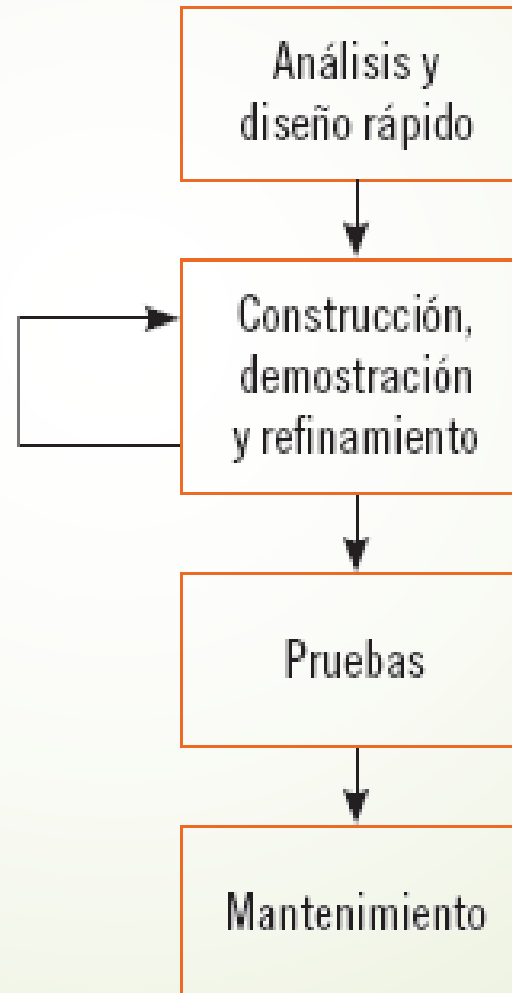 Análisis y
diseño rápido
Construcción,
demostración
y refinamiento
Pruebas
Mantenimiento